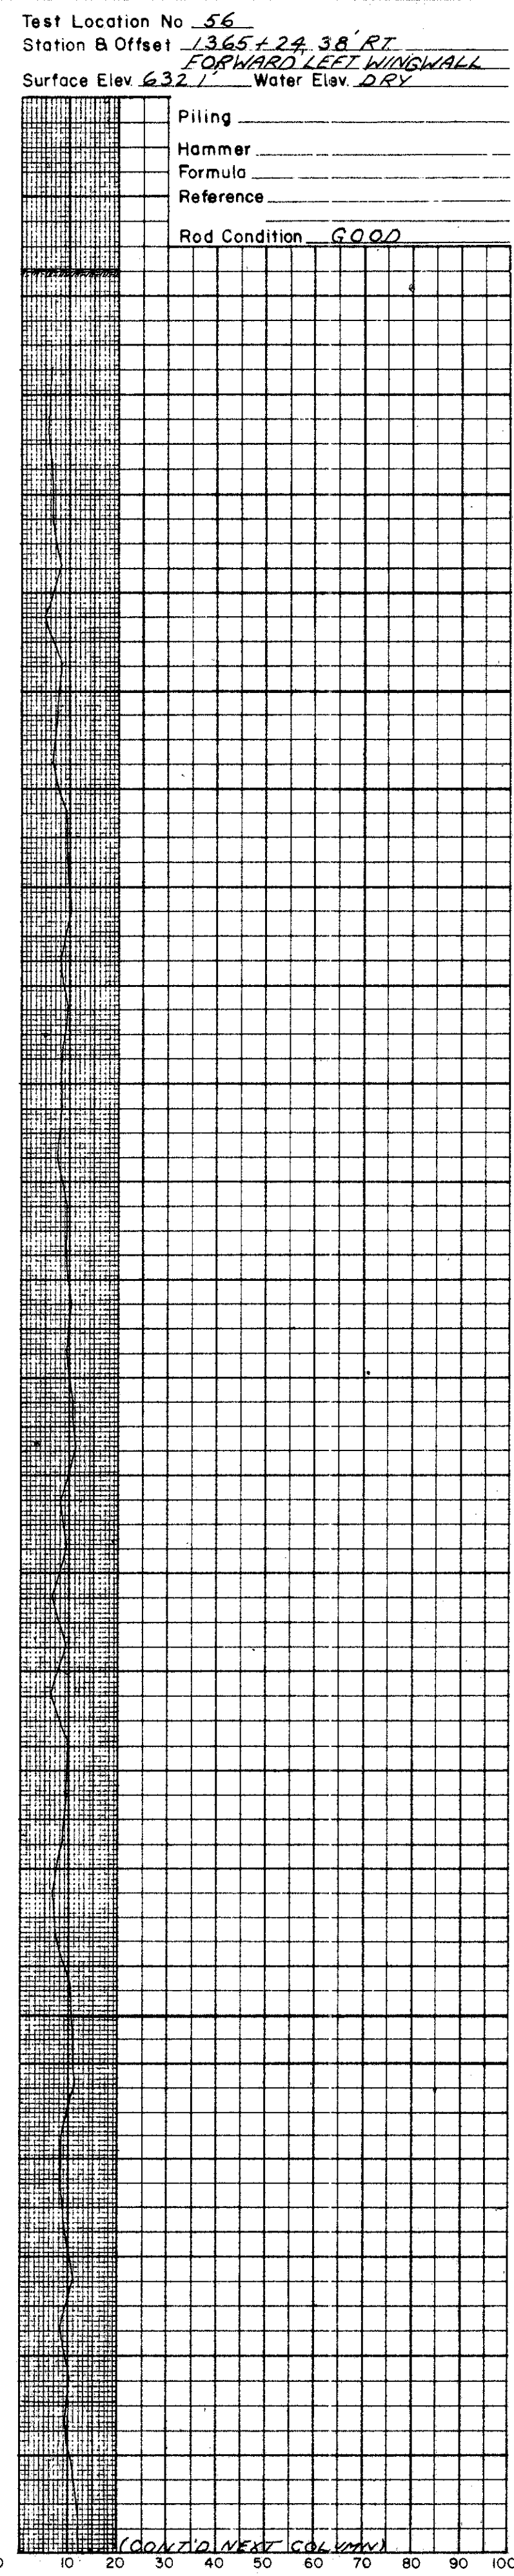 Test Location No 56
Station & Offset 1365+24, 38' RT
FORWARD LEFT WINGWALL
Surface Elev. 632.1' Water Elev. DRY
Piling
Hammer
Formula
Reference
Rod Condition GOOD
(CONT'D NEXT COLUMN)
0 10 20 30 40 50 60 70 80 90 100